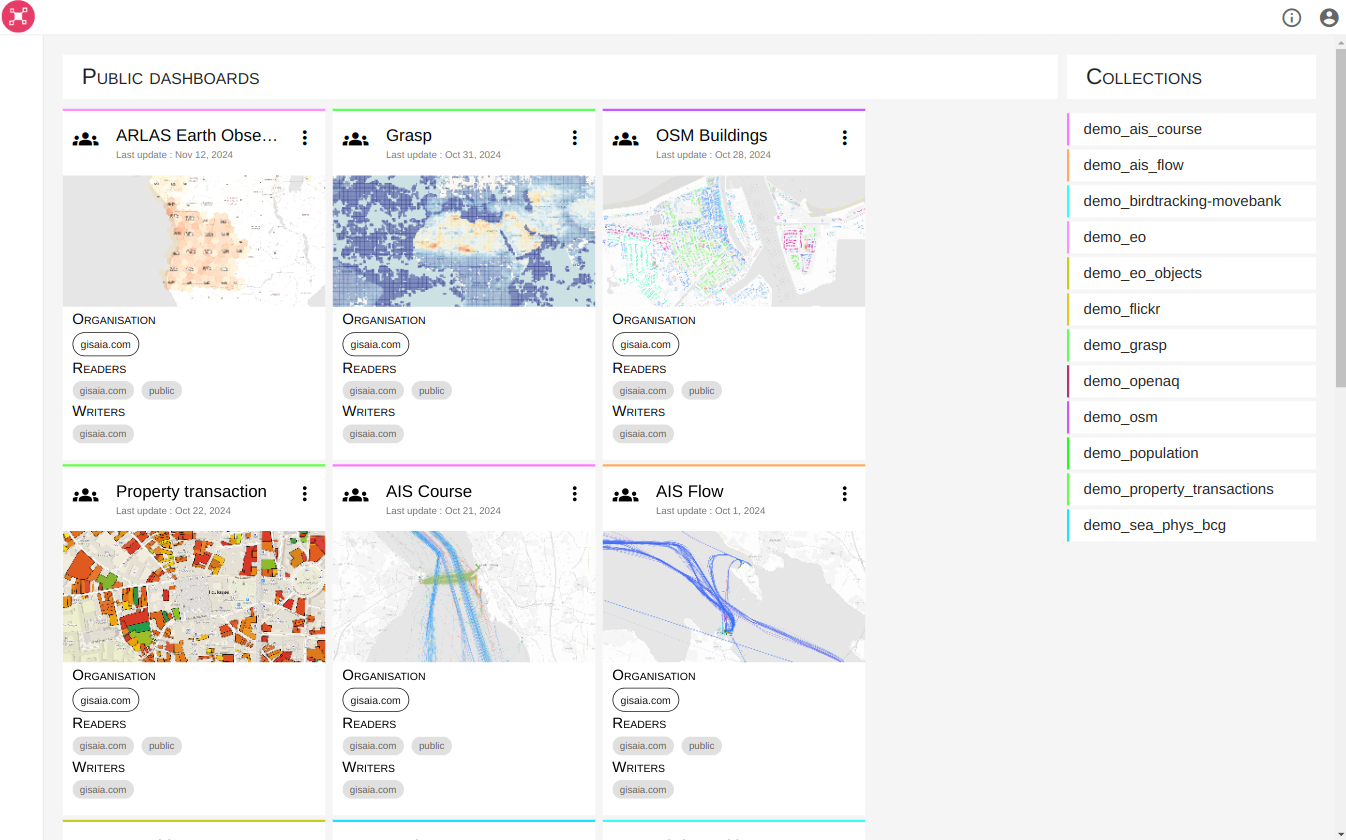 Public dashboards
Collections
ARLAS Earth Obse…
Last update : Nov 12, 2024
Organisation
gisaia.com
Readers
gisaia.com public
Writers
gisaia.com
Grasp
Last update : Oct 31, 2024
Organisation
gisaia.com
Readers
gisaia.com public
Writers
gisaia.com
OSM Buildings
Last update : Oct 28, 2024
Organisation
gisaia.com
Readers
gisaia.com public
Writers
gisaia.com
Property transaction
Last update : Oct 22, 2024
Organisation
gisaia.com
Readers
gisaia.com public
Writers
gisaia.com
AIS Course
Last update : Oct 21, 2024
Organisation
gisaia.com
Readers
gisaia.com public
Writers
gisaia.com
AIS Flow
Last update : Oct 1, 2024
Organisation
gisaia.com
Readers
gisaia.com public
Writers
gisaia.com
demo_ais_course
demo_ais_flow
demo_birdtracking-movebank
demo_eo
demo_eo_objects
demo_flickr
demo_grasp
demo_openaq
demo_osm
demo_population
demo_property_transactions
demo_sea_phys_bcg